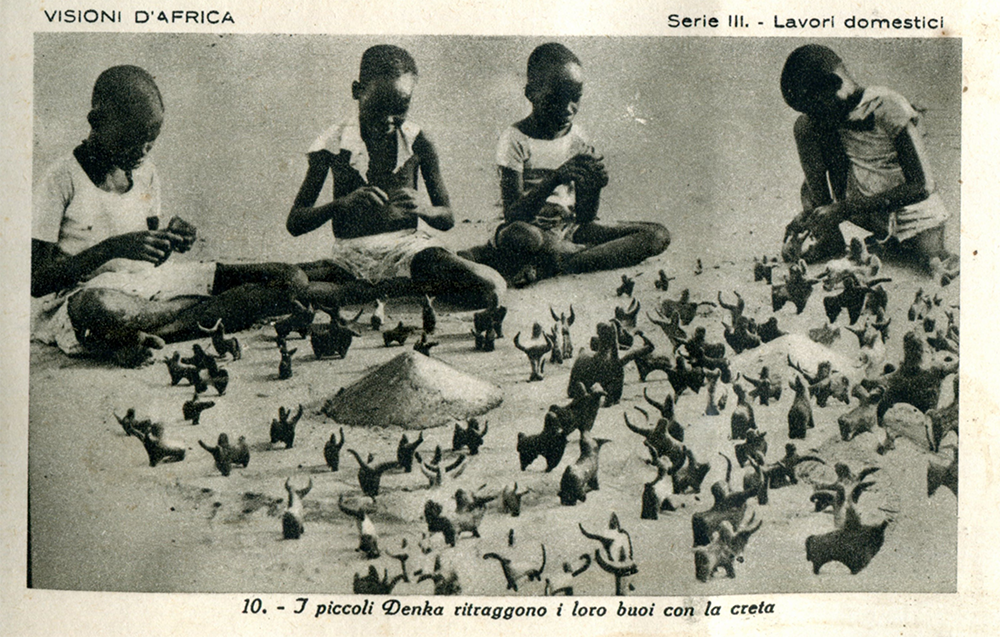 VISIONI D'AFRICA
Serie III. - Lavori domestici
10. - I piccoli Denka ritraggono i loro buoi con la creta